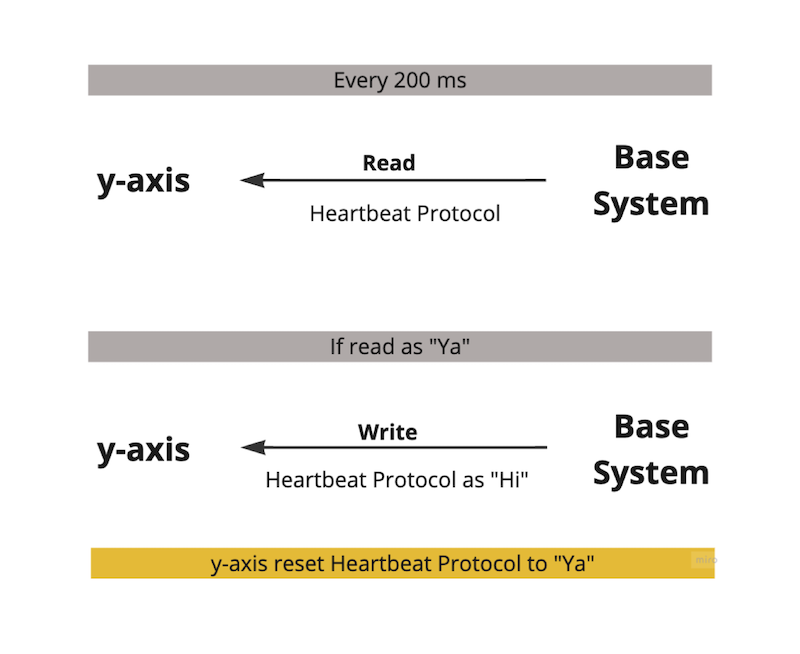 Every 200 ms
y-axis
Read
Heartbeat Protocol
Base
System
If read as "Ya"
y-axis
Write
Heartbeat Protocol as "Hi"
Base
System
y-axis reset Heartbeat Protocol to "Ya"
miro